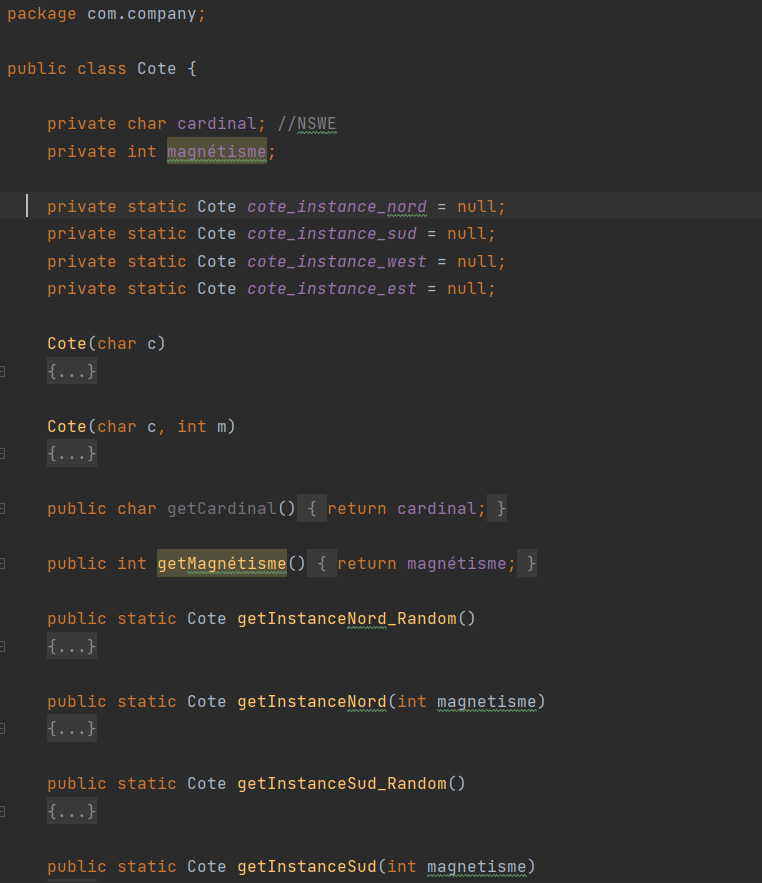 package com.company;
public class Cote {
private char cardinal; //NSWE
private int magnétisme;
private static Cote cote_instance_nord = null;
private static Cote cote_instance_sud = null;
private static Cote cote_instance_west = null;
private static Cote cote_instance_est = null;
Cote(char c)
{...}
Cote(char c, int m)
{...}
public char getCardinal() { return cardinal; }
public int getMagnétisme() { return magnétisme; }
public static Cote getInstanceNord_Random()
{...}
public static Cote getInstanceNord(int magnetisme)
{...}
public static Cote getInstanceSud_Random()
{...}
public static Cote getInstanceSud(int magnetisme)